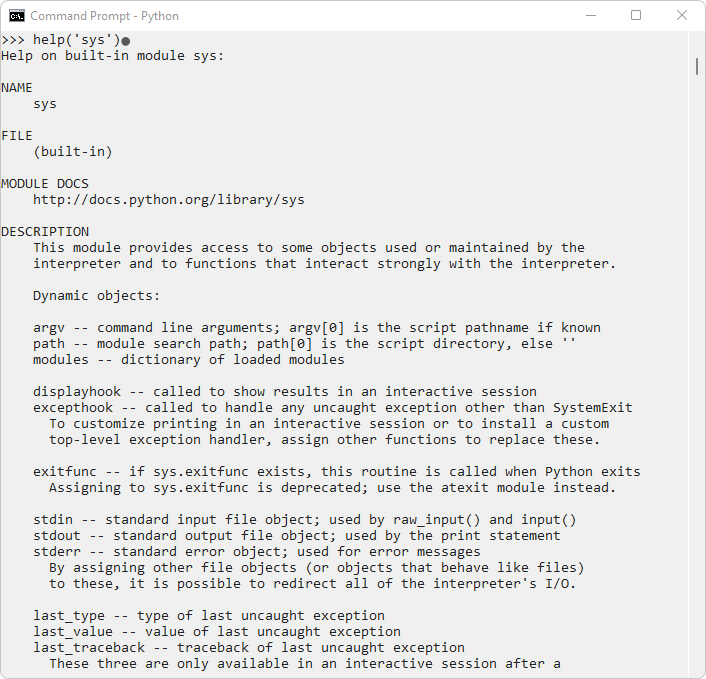 Command Prompt - Python
>>> help('sys')
Help on built-in module sys:
NAME
    sys
FILE
    (built-in)
MODULE DOCS
    http://docs.python.org/library/sys
DESCRIPTION
    This module provides access to some objects used or maintained by the
    interpreter and to functions that interact strongly with the interpreter.
    Dynamic objects:
    argv -- command line arguments; argv[0] is the script pathname if known
    path -- module search path; path[0] is the script directory, else ''
    modules -- dictionary of loaded modules
    displayhook -- called to show results in an interactive session
    excepthook -- called to handle any uncaught exception other than SystemExit
      To customize printing in an interactive session or to install a custom
      top-level exception handler, assign other functions to replace these.
    exitfunc -- if sys.exitfunc exists, this routine is called when Python exits
      Assigning to sys.exitfunc is deprecated; use the atexit module instead.
    stdin -- standard input file object; used by raw_input() and input()
    stdout -- standard output file object; used by the print statement
    stderr -- standard error object; used for error messages
      By assigning other file objects (or objects that behave like files)
      to these, it is possible to redirect all of the interpreter's I/O.
    last_type -- type of last uncaught exception
    last_value -- value of last uncaught exception
    last_traceback -- traceback of last uncaught exception
      These three are only available in an interactive session after a